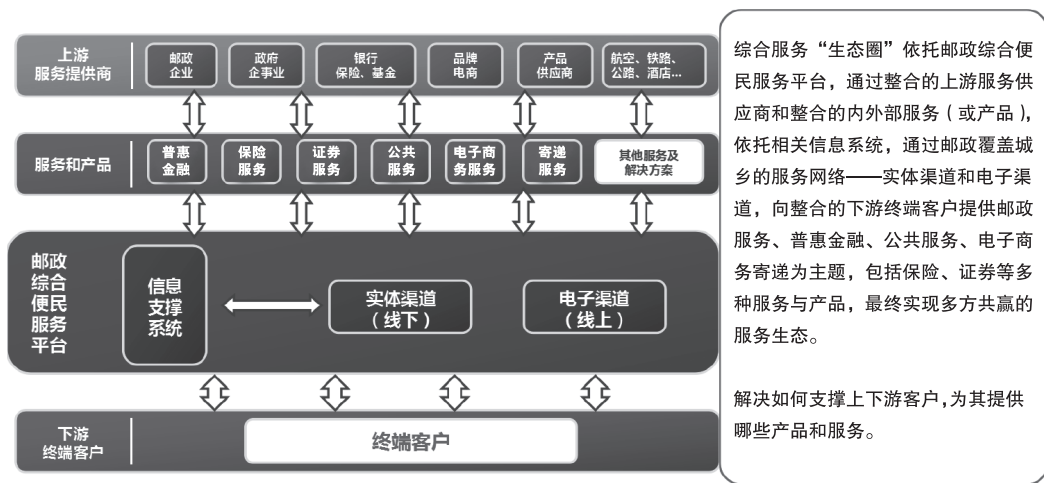 上游
服务提供商
邮政
企业
政府
企事业
银行
保险、基金
品牌
电商
产品
供应商
航空、铁路、
公路、酒店...
服务和产品
普惠
金融
保险
服务
证券
服务
公共
服务
电子商
务服务
寄递
服务
其他服务及
解决方案
邮政
综合
便民
服务
平台
信息
支撑
系统
实体渠道
（线下）
电子渠道
（线上）
下游
终端客户
终端客户
综合服务“生态圈”依托邮政综合便
民服务平台，通过整合的上游服务供
应商和整合的内外部服务（或产品），
依托相关信息系统，通过邮政覆盖城
乡的服务网络——实体渠道和电子渠
道，向整合的下游终端客户提供邮政
服务、普惠金融、公共服务、电子商
务寄递为主题，包括保险、证券等多
种服务与产品，最终实现多方共赢的
服务生态。
解决如何支撑上下游客户，为其提供
哪些产品和服务。